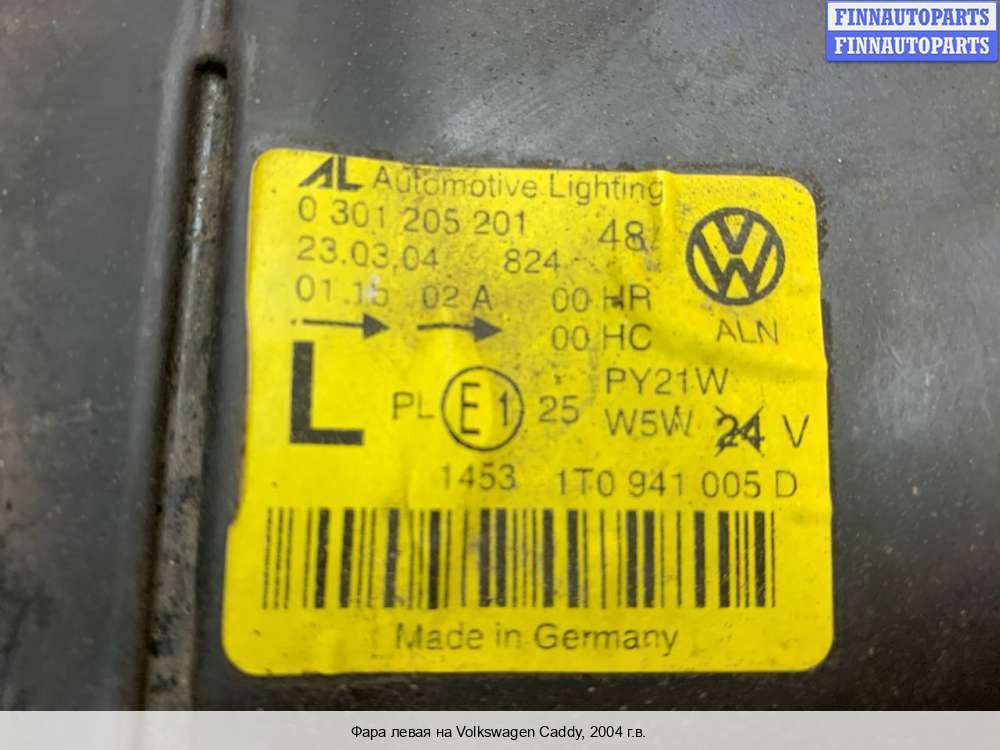 FINNAUTOPARTS
FINNAUTOPARTS
AL Automotive Lighting
0 301 205 201 48
23.03.04 824
01.15 02 A 00 HR
00 HC ALN
L PL E1 25 PY21W
W5W 24 V
1453 1T0 941 005 D
Made in Germany
Фара левая на Volkswagen Caddy, 2004 г.в.